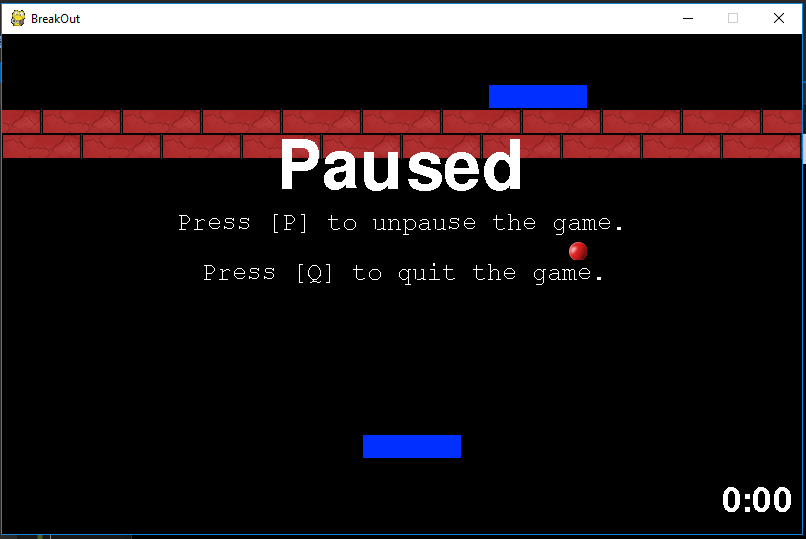 BreakOut
Paused
Press [P] to unpause the game.
Press [Q] to quit the game.
0:00